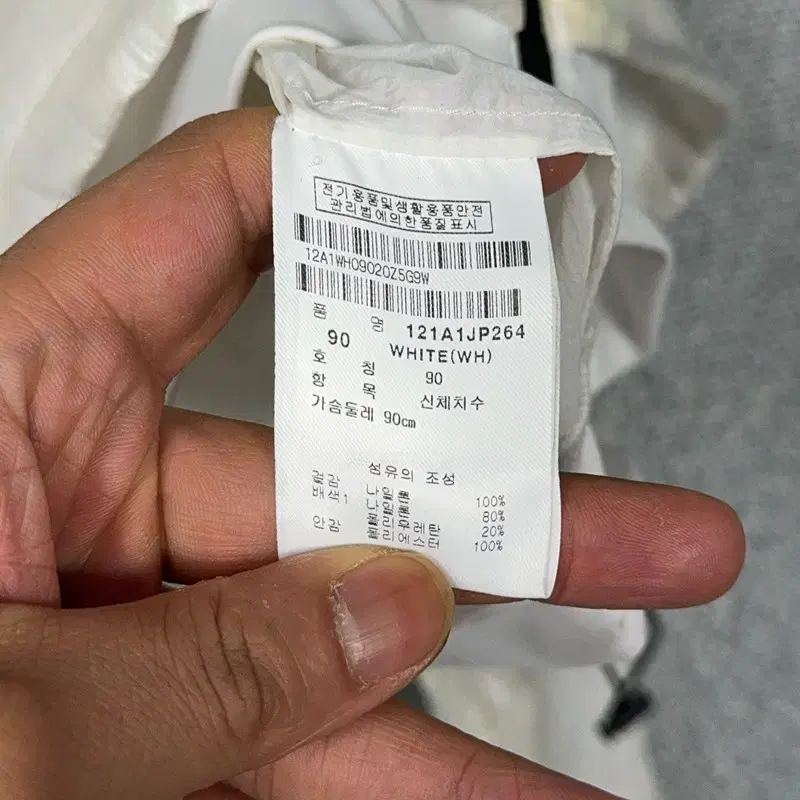 전기용품및생활용품안전
관리법에의한품질표시
12A1WH09020Z5G9W
품 명 121A1JP264
90 WHITE(WH)
호 칭 90
항 목 신체치수
가슴둘레 90cm
섬유의 조성
겉감 나일론 100%
배색1 나일론 80%
폴리우레탄 20%
안감 폴리에스터 100%